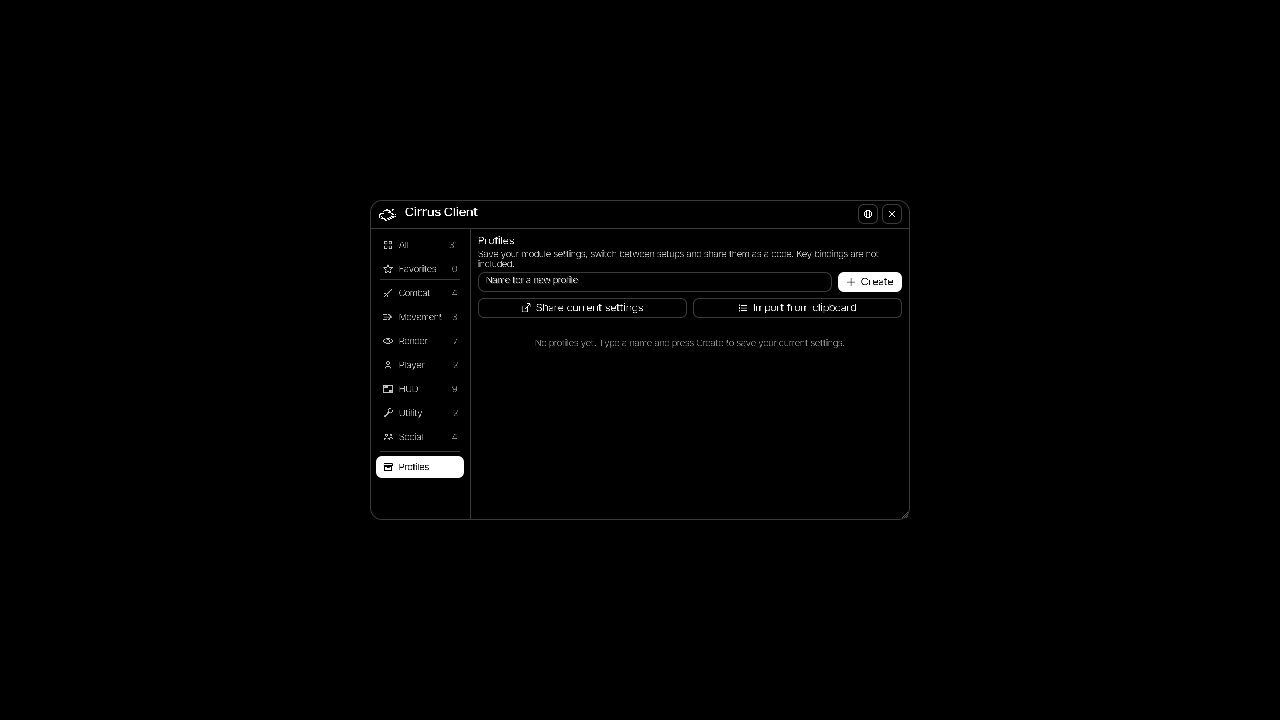 Cirrus Client
All 31
Favorites 0
Combat 4
Movement 3
Render 7
Player 2
HUD 9
Utility 2
Social 4
Profiles
Profiles
Save your module settings, switch between setups and share them as a code. Key bindings are not
included.
Name for a new profile
Create
Share current settings
Import from clipboard
No profiles yet. Type a name and press Create to save your current settings.